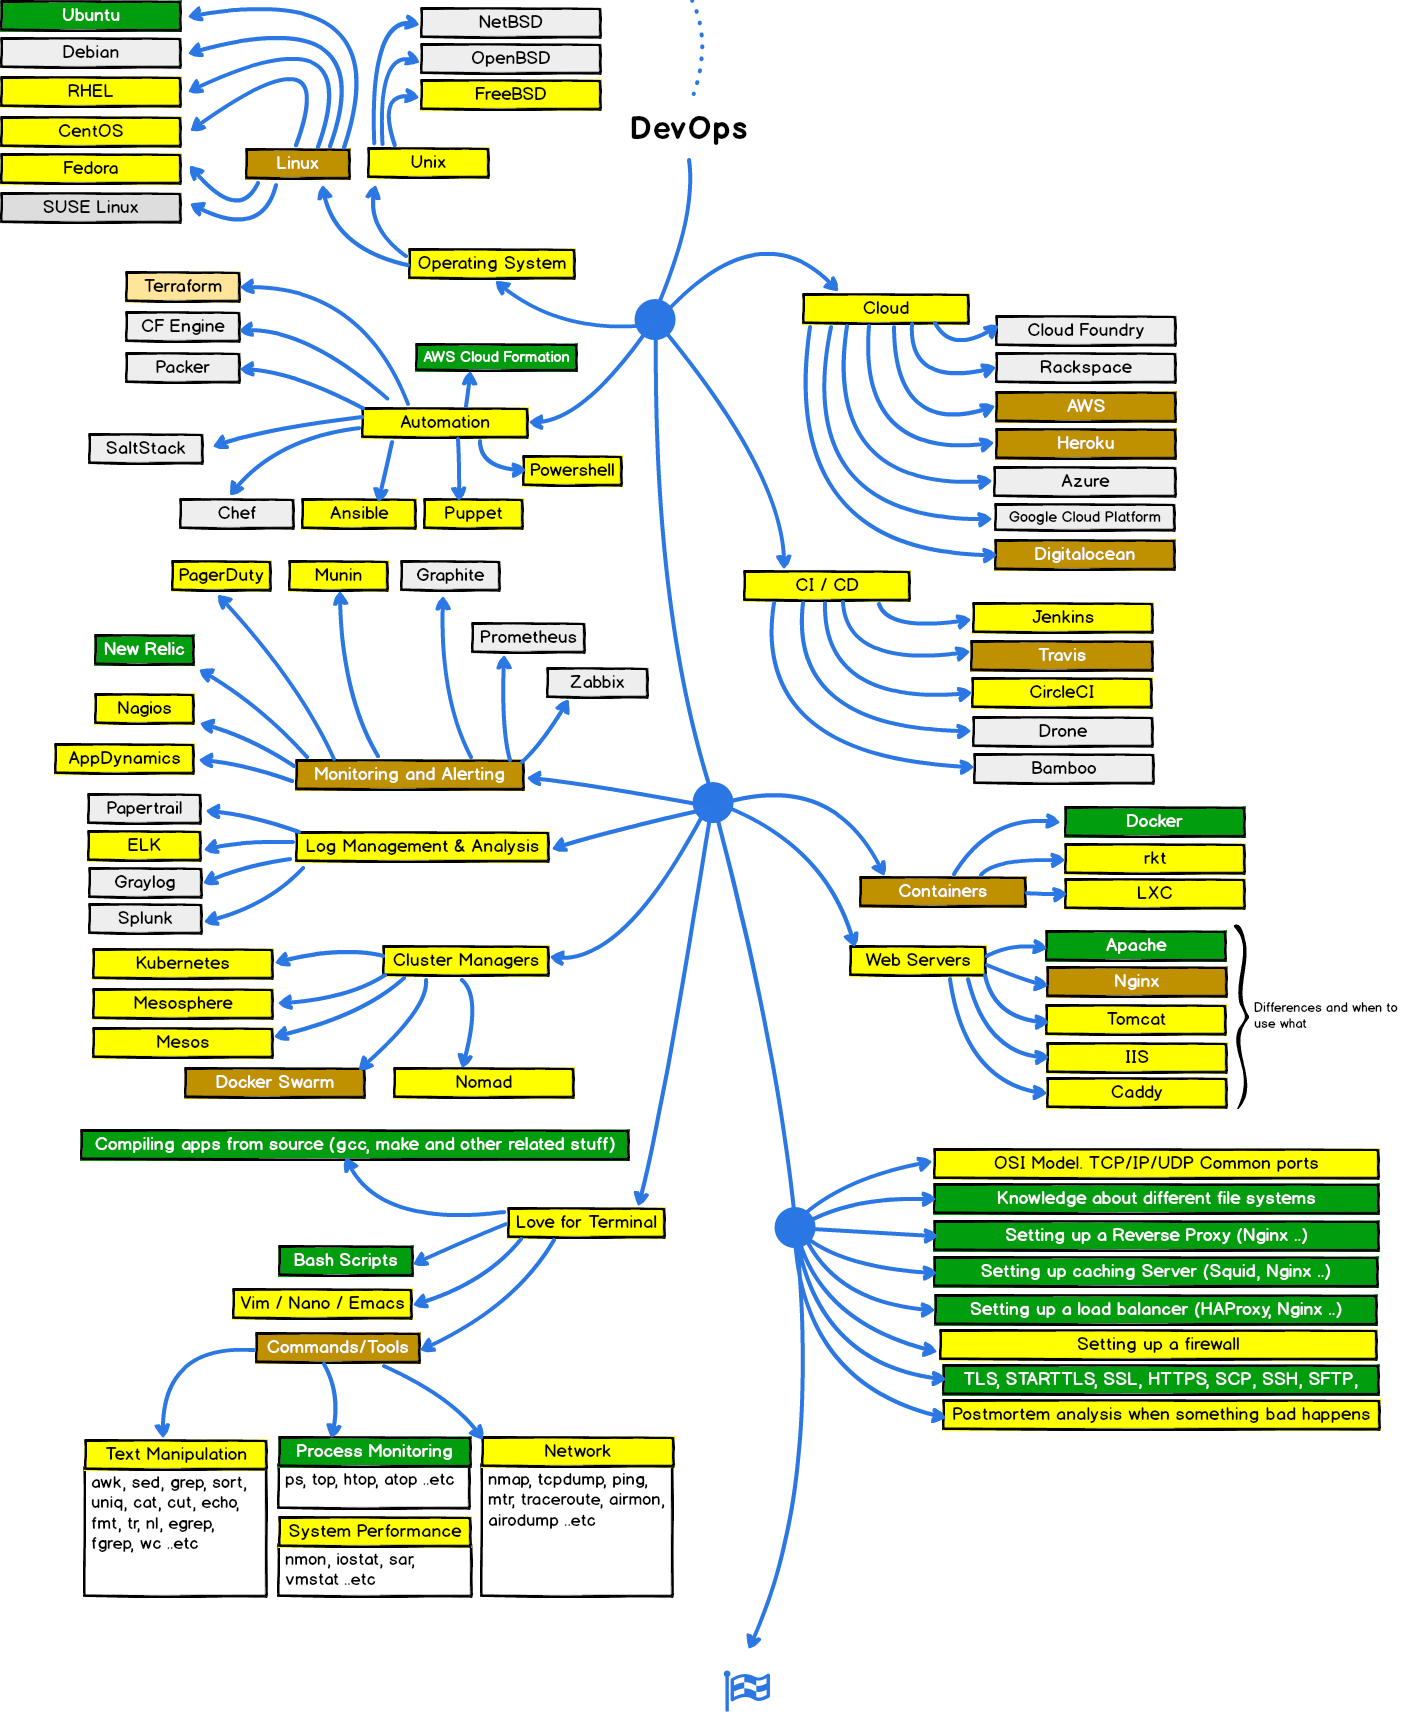 DevOps
Ubuntu
Debian
RHEL
CentOS
Fedora
SUSE Linux
Linux
NetBSD
OpenBSD
FreeBSD
Unix
Operating System
Terraform
CF Engine
Packer
AWS Cloud Formation
Automation
SaltStack
Powershell
Chef
Ansible
Puppet
Cloud
Cloud Foundry
Rackspace
AWS
Heroku
Azure
Google Cloud Platform
Digitalocean
CI / CD
Jenkins
Travis
CircleCI
Drone
Bamboo
PagerDuty
Munin
Graphite
Prometheus
Zabbix
New Relic
Nagios
AppDynamics
Monitoring and Alerting
Papertrail
ELK
Graylog
Splunk
Log Management & Analysis
Containers
Docker
rkt
LXC
Web Servers
Apache
Nginx
Tomcat
IIS
Caddy
Differences and when to
use what
Cluster Managers
Kubernetes
Mesosphere
Mesos
Docker Swarm
Nomad
Compiling apps from source (gcc, make and other related stuff)
Love for Terminal
Bash Scripts
Vim / Nano / Emacs
Commands/Tools
Text Manipulation
awk, sed, grep, sort,
uniq, cat, cut, echo,
fmt, tr, nl, egrep,
fgrep, wc ..etc
Process Monitoring
ps, top, htop, atop ..etc
System Performance
nmon, iostat, sar,
vmstat ..etc
Network
nmap, tcpdump, ping,
mtr, traceroute, airmon,
airodump ..etc
OSI Model. TCP/IP/UDP Common ports
Knowledge about different file systems
Setting up a Reverse Proxy (Nginx ..)
Setting up caching Server (Squid, Nginx ..)
Setting up a load balancer (HAProxy, Nginx ..)
Setting up a firewall
TLS, STARTTLS, SSL, HTTPS, SCP, SSH, SFTP,
Postmortem analysis when something bad happens